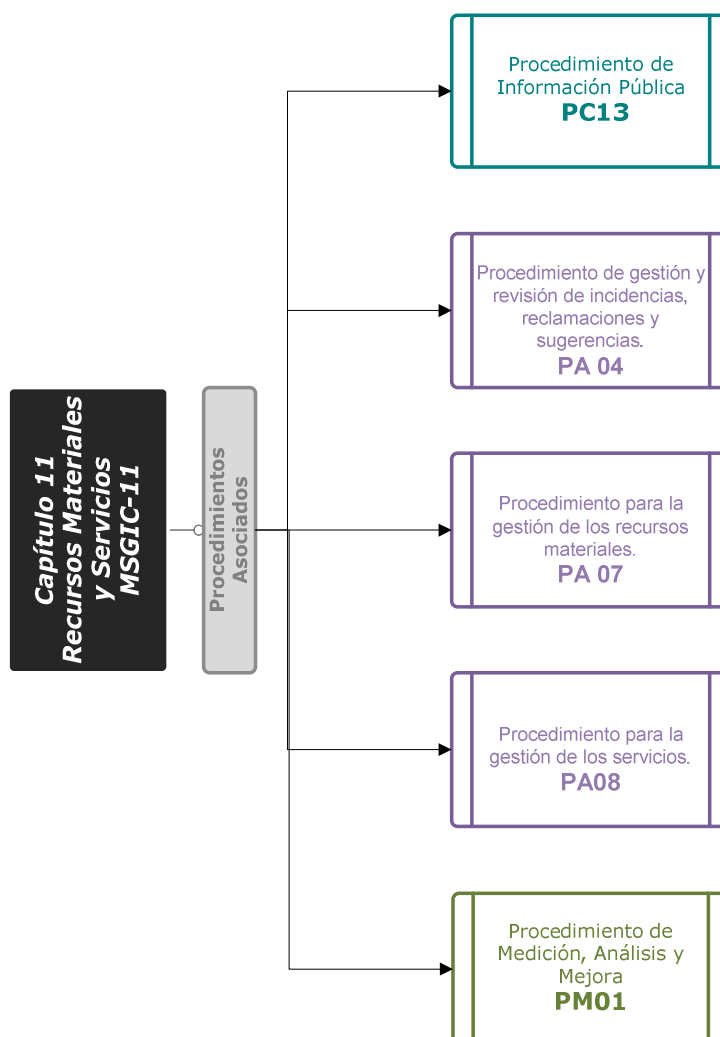 Capítulo 11
Recursos Materiales
y Servicios
MSGIC-11
Procedimientos
Asociados
Procedimiento de
Información Pública
PC13
Procedimiento de gestión y
revisión de incidencias,
reclamaciones y
sugerencias.
PA 04
Procedimiento para la
gestión de los recursos
materiales.
PA 07
Procedimiento para la
gestión de los servicios.
PA08
Procedimiento de
Medición, Análisis y
Mejora
PM01